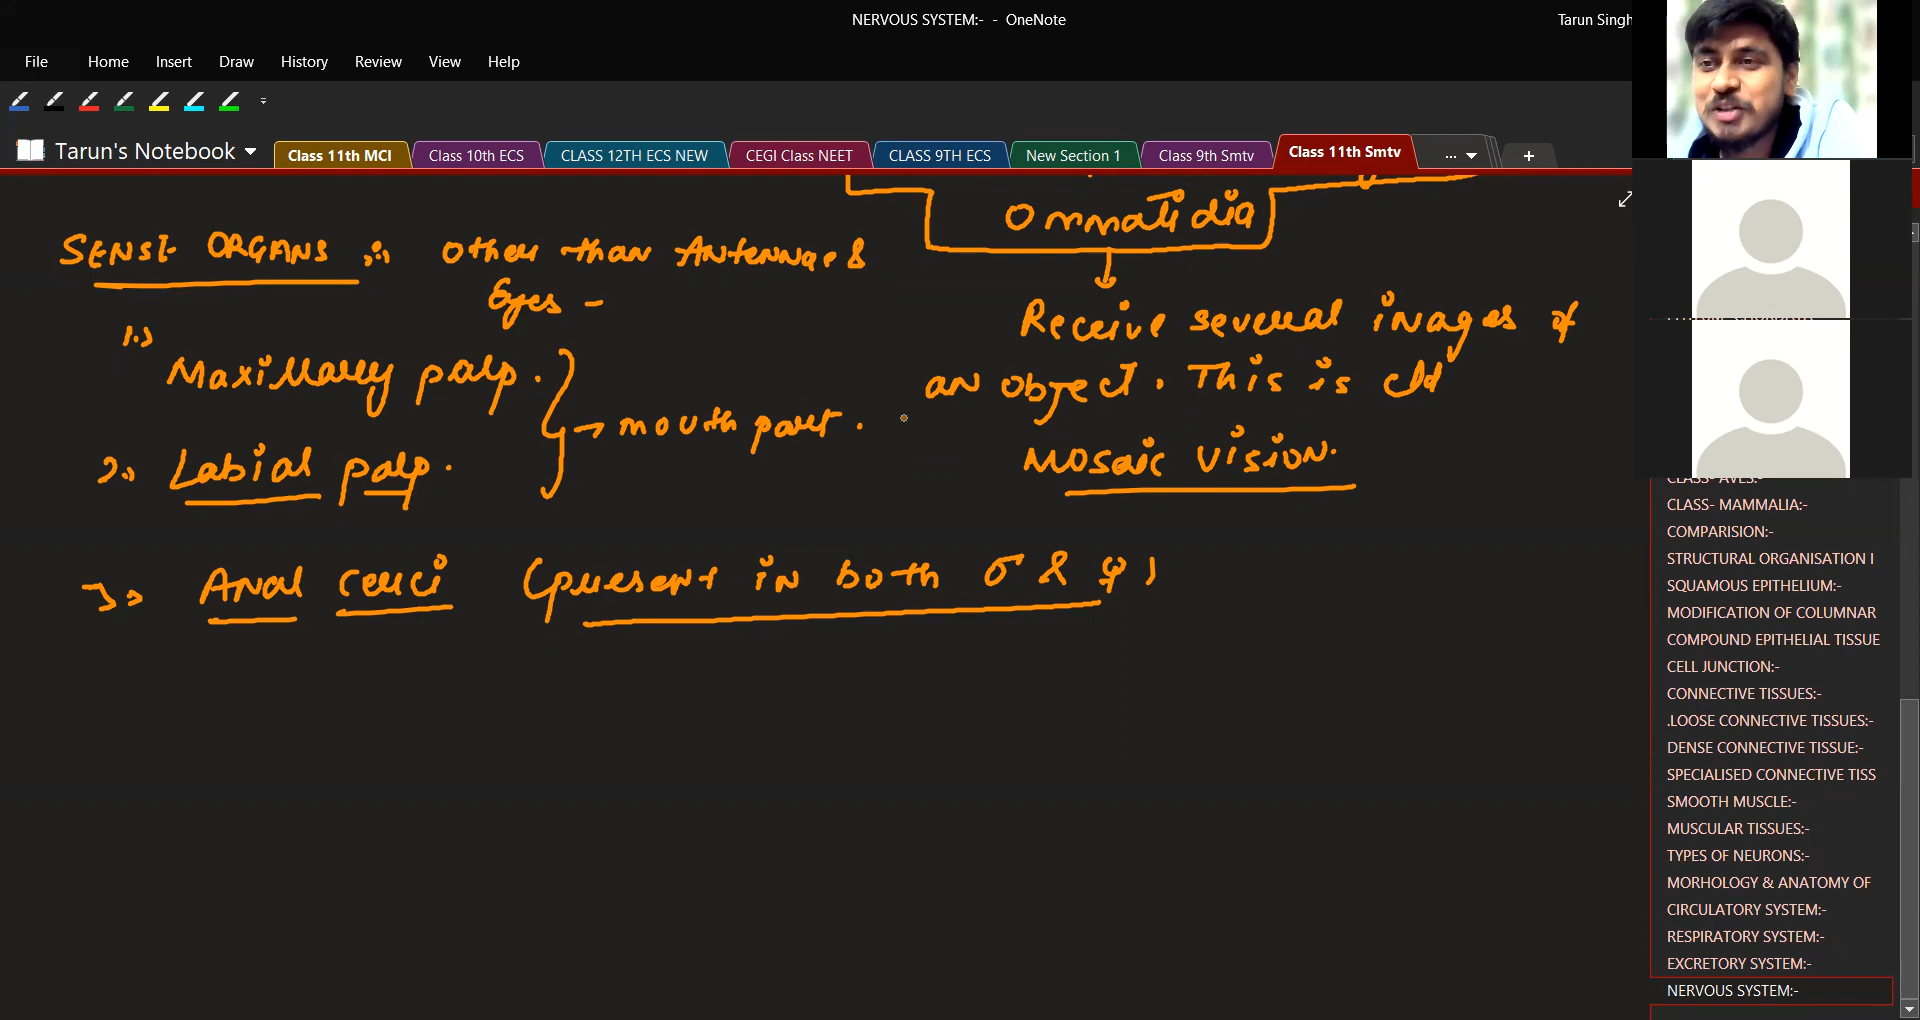 NERVOUS SYSTEM:- - OneNote
Tarun Singh
File Home Insert Draw History Review View Help
Tarun's Notebook
Class 11th MCI Class 10th ECS CLASS 12TH ECS NEW CEGI Class NEET CLASS 9TH ECS New Section 1 Class 9th Smtv Class 11th Smtv ... +
SENSE ORGANS :- Other than Antennae &
Eyes -
1.)
Maxillary palp.
2.) Labial palp.
→ mouth part.
3.) Anal cerci (present in both ♂ & ♀)
Ommatidia
Receive several images of
an object. This is cld
Mosaic vision.
CLASS- AVES:-
CLASS- MAMMALIA:-
COMPARISION:-
STRUCTURAL ORGANISATION I
SQUAMOUS EPITHELIUM:-
MODIFICATION OF COLUMNAR
COMPOUND EPITHELIAL TISSUE
CELL JUNCTION:-
CONNECTIVE TISSUES:-
.LOOSE CONNECTIVE TISSUES:-
DENSE CONNECTIVE TISSUE:-
SPECIALISED CONNECTIVE TISS
SMOOTH MUSCLE:-
MUSCULAR TISSUES:-
TYPES OF NEURONS:-
MORHOLOGY & ANATOMY OF
CIRCULATORY SYSTEM:-
RESPIRATORY SYSTEM:-
EXCRETORY SYSTEM:-
NERVOUS SYSTEM:-